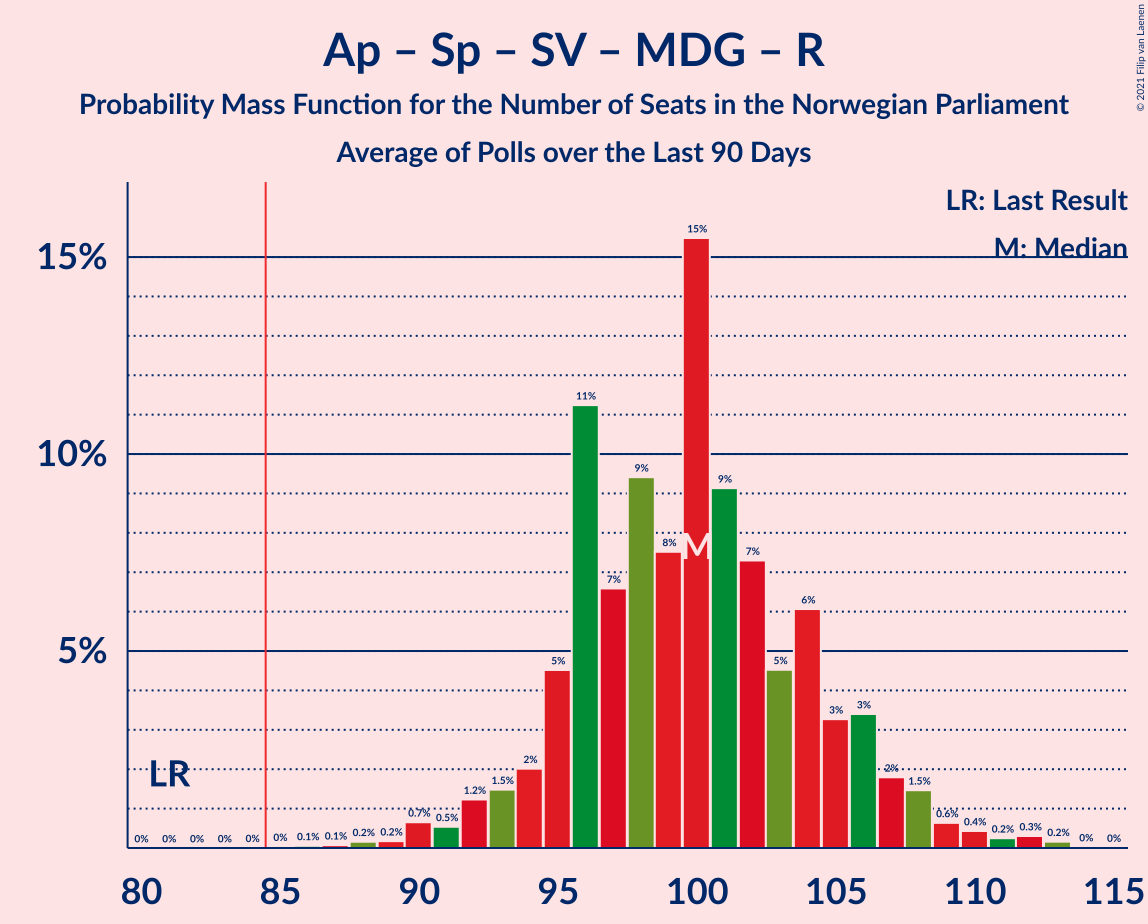 Ap – Sp – SV – MDG – R
Probability Mass Function for the Number of Seats in the Norwegian Parliament
Average of Polls over the Last 90 Days
© 2021 Filip van Laenen
LR: Last Result
M: Median
15%
10%
5%
LR
M
0% 0% 0% 0% 0% 0% 0.1% 0.1% 0.2% 0.2% 0.7% 0.5% 1.2% 1.5% 2% 5% 11% 7% 9% 8% 15% 9% 7% 5% 6% 3% 3% 2% 1.5% 0.6% 0.4% 0.2% 0.3% 0.2% 0% 0%
80 85 90 95 100 105 110 115